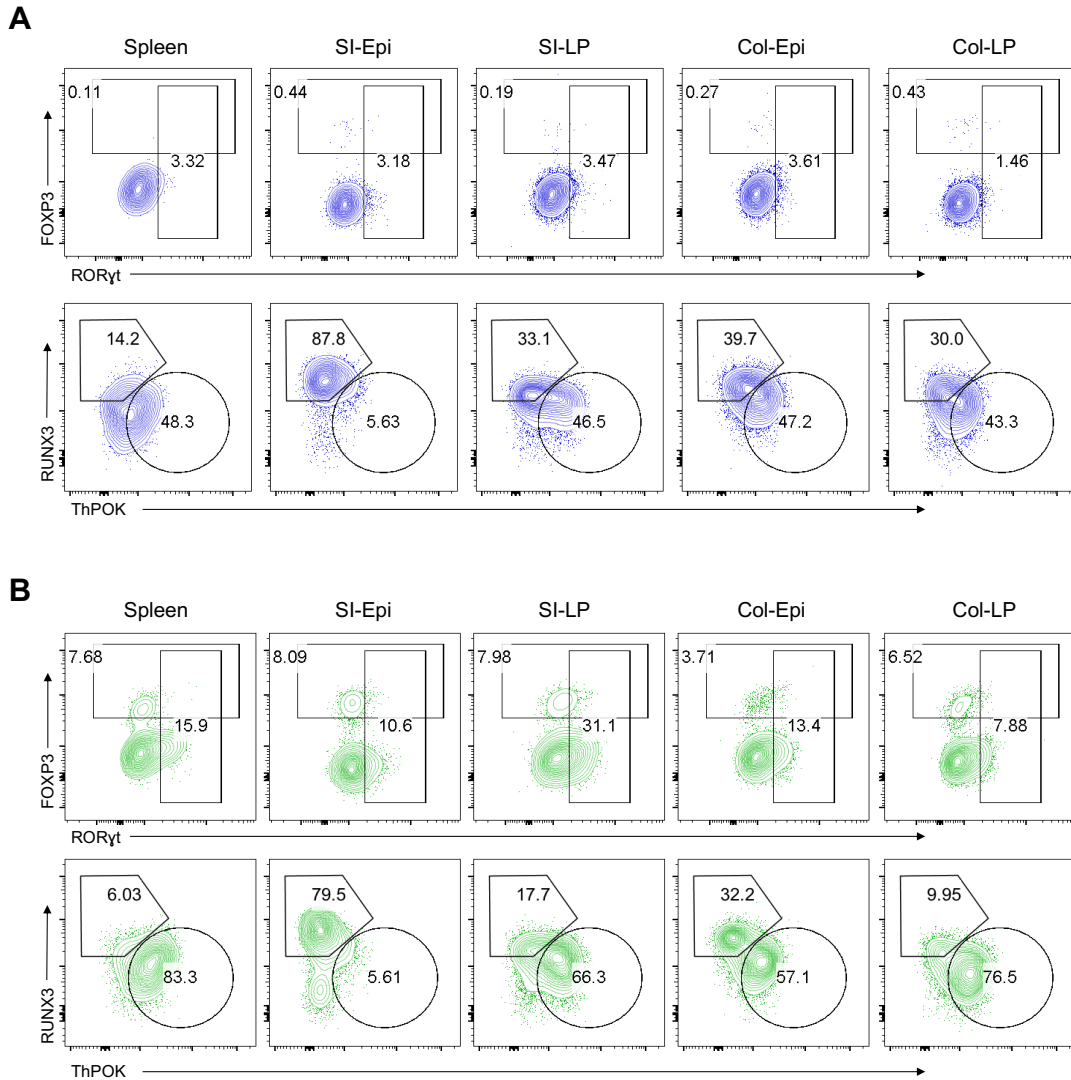 A
Spleen SI-Epi SI-LP Col-Epi Col-LP
0.11 0.44 0.19 0.27 0.43
3.32 3.18 3.47 3.61 1.46
FOXP3
RORγt
14.2 87.8 33.1 39.7 30.0
48.3 5.63 46.5 47.2 43.3
RUNX3
ThPOK
B
Spleen SI-Epi SI-LP Col-Epi Col-LP
7.68 8.09 7.98 3.71 6.52
15.9 10.6 31.1 13.4 7.88
FOXP3
RORγt
6.03 79.5 17.7 32.2 9.95
83.3 5.61 66.3 57.1 76.5
RUNX3
ThPOK